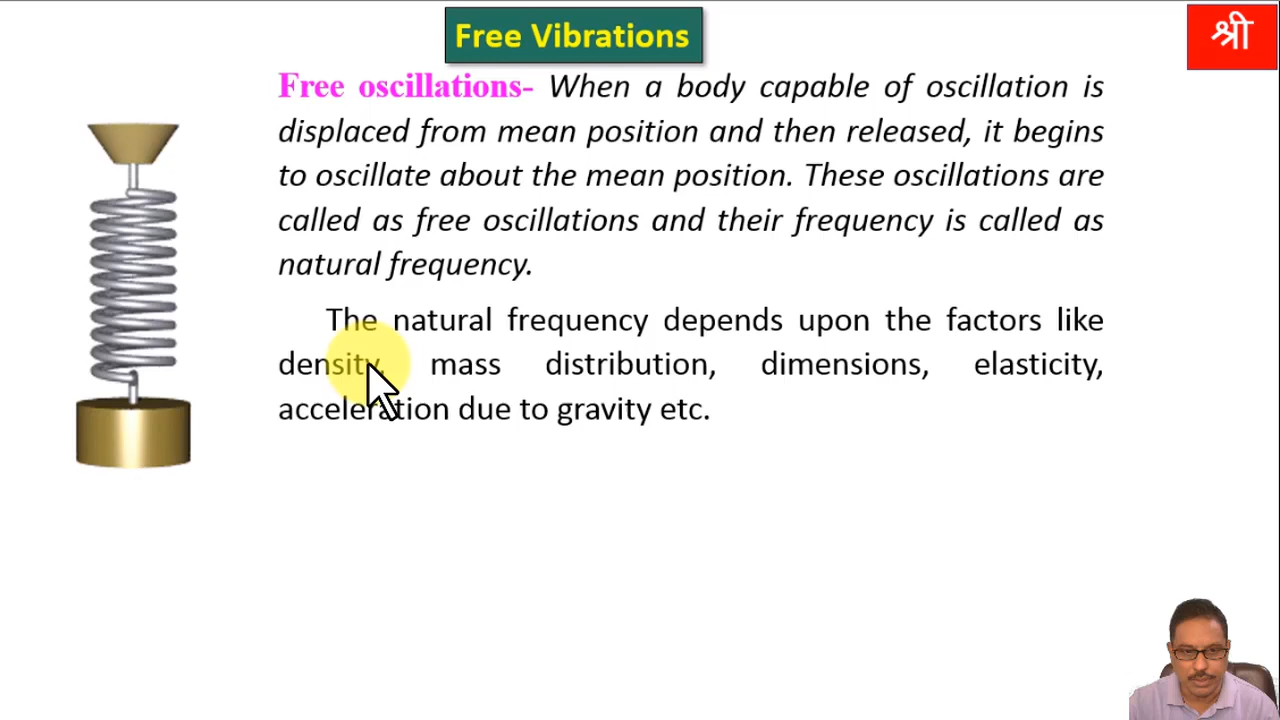 Free Vibrations
श्री
Free oscillations- When a body capable of oscillation is
displaced from mean position and then released, it begins
to oscillate about the mean position. These oscillations are
called as free oscillations and their frequency is called as
natural frequency.
The natural frequency depends upon the factors like
density, mass distribution, dimensions, elasticity,
acceleration due to gravity etc.